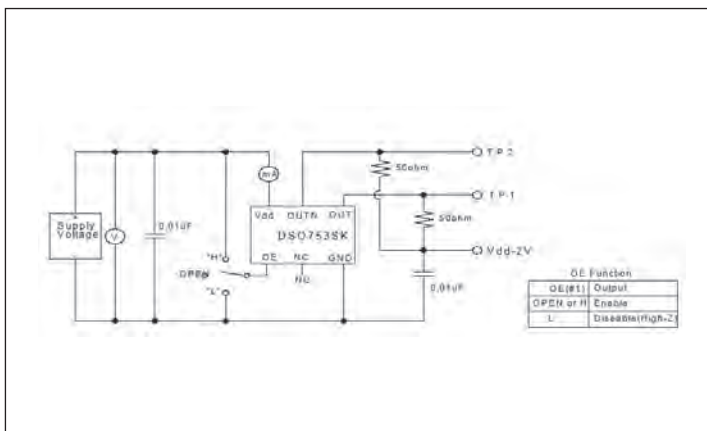 TP2
50ohm
TP1
mA
Vdd OUTN OUT
50ohm
Supply
Voltage
V
0.01uF
DSO753SK
Vdd-2V
"H"
OE NC GND
OPEN
NC
0.01uF
"L"
OE Function
OE(#1) Output
OPEN or H Enable
L Diseable(High-Z)